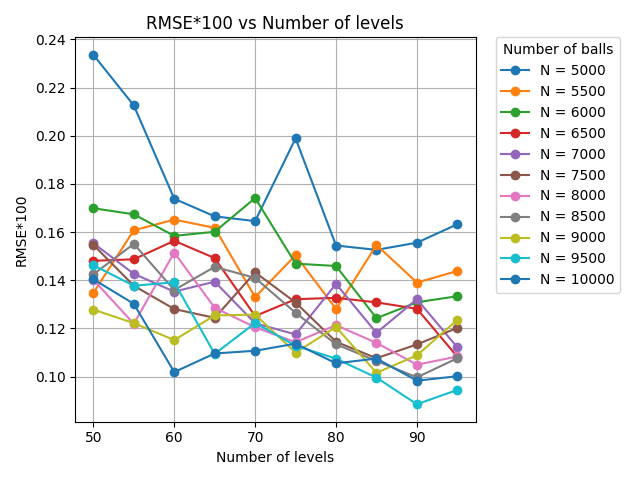 RMSE*100 vs Number of levels
0.24
0.22
0.20
0.18
0.16
0.14
0.12
0.10
RMSE*100
50
60
70
80
90
Number of levels
Number of balls
N = 5000
N = 5500
N = 6000
N = 6500
N = 7000
N = 7500
N = 8000
N = 8500
N = 9000
N = 9500
N = 10000